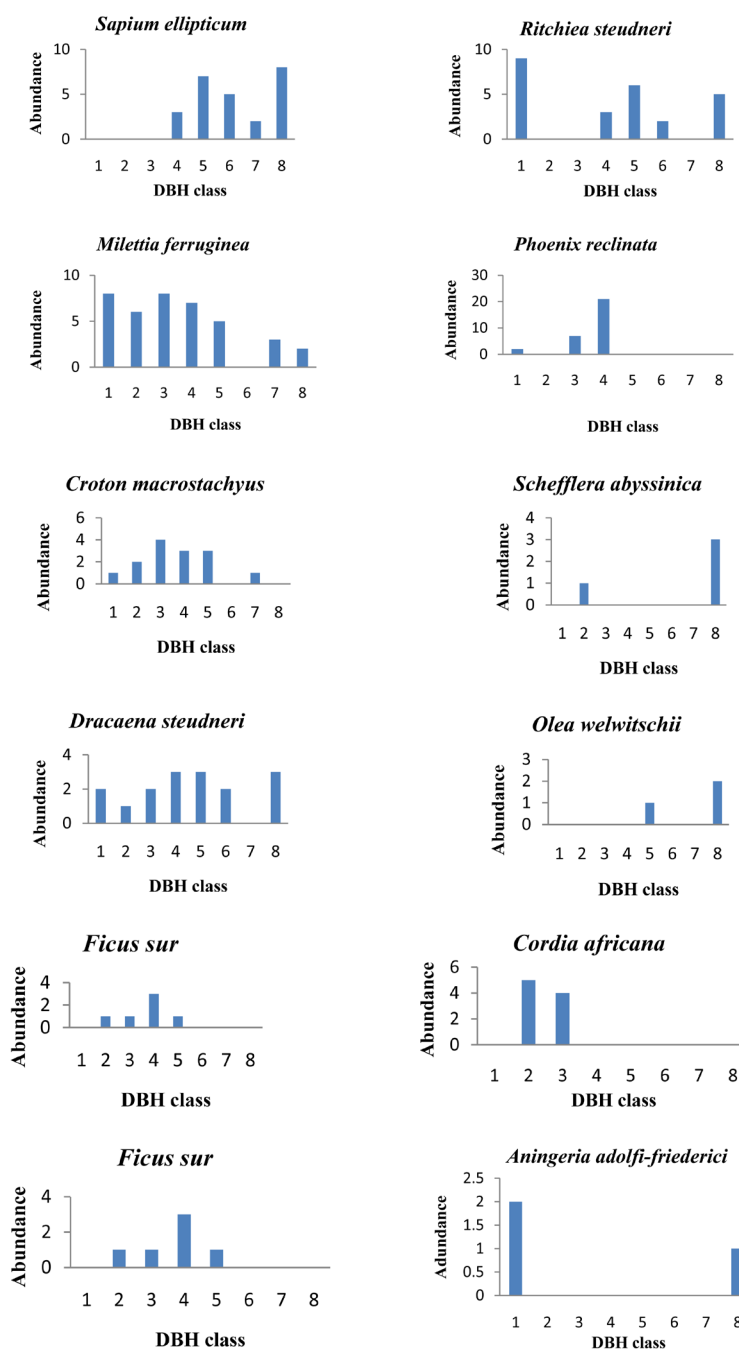 Sapium ellipticum
10
5
0
Abundance
1 2 3 4 5 6 7 8
DBH class
Ritchiea steudneri
10
5
0
Abundance
1 2 3 4 5 6 7 8
DBH class
Milettia ferruginea
10
5
0
Abundance
1 2 3 4 5 6 7 8
DBH class
Phoenix reclinata
30
20
10
0
Abundance
1 2 3 4 5 6 7 8
DBH class
Croton macrostachyus
6
4
2
0
Abundance
1 2 3 4 5 6 7 8
DBH class
Schefflera abyssinica
4
3
2
1
0
Abundance
1 2 3 4 5 6 7 8
DBH class
Dracaena steudneri
4
2
0
Abundance
1 2 3 4 5 6 7 8
DBH class
Olea welwitschii
3
2
1
0
Abundance
1 2 3 4 5 6 7 8
DBH class
Ficus sur
4
2
0
Abundance
1 2 3 4 5 6 7 8
DBH class
Cordia africana
6
4
2
0
Abundance
1 2 3 4 5 6 7 8
DBH class
Ficus sur
4
2
0
Abundance
1 2 3 4 5 6 7 8
DBH class
Aningeria adolfi-friederici
2.5
2
1.5
1
0.5
0
Adundance
1 2 3 4 5 6 7 8
DBH class